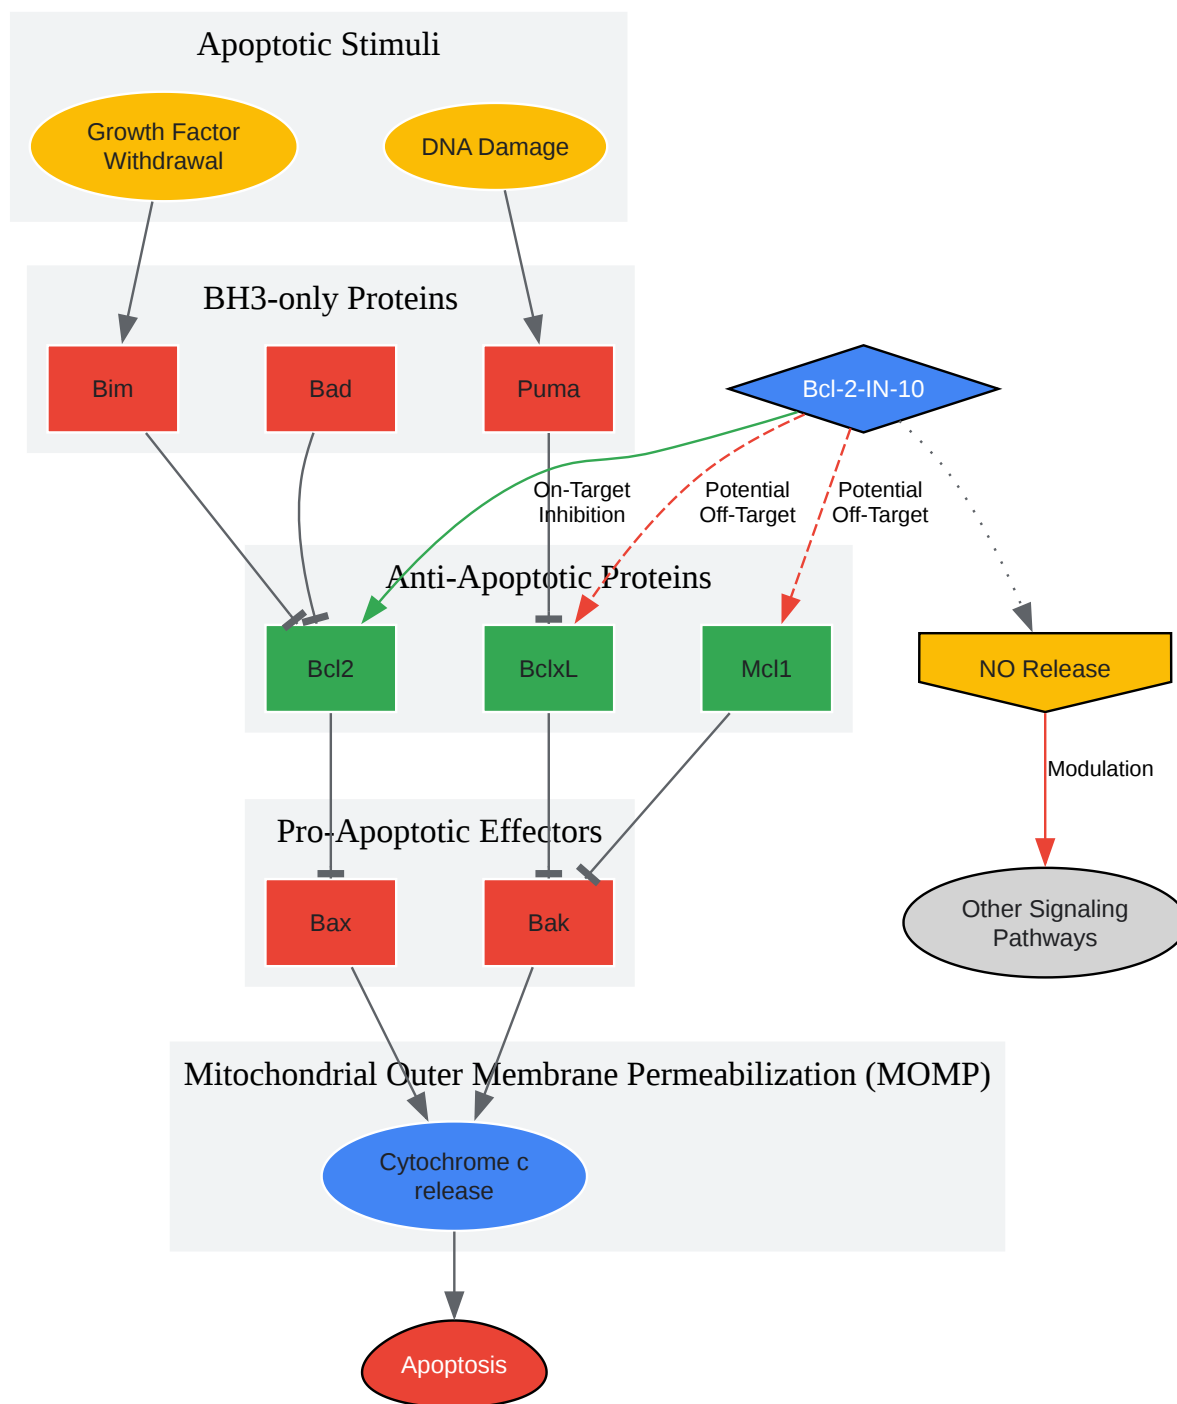 Apoptotic Stimuli
Growth Factor
Withdrawal
DNA Damage
BH3-only Proteins
Bim
Bad
Puma
Bcl-2-IN-10
On-Target
Inhibition
Potential
Off-Target
Potential
Off-Target
Anti-Apoptotic Proteins
Bcl2
BclxL
Mcl1
NO Release
Modulation
Pro-Apoptotic Effectors
Bax
Bak
Other Signaling
Pathways
Mitochondrial Outer Membrane Permeabilization (MOMP)
Cytochrome c
release
Apoptosis